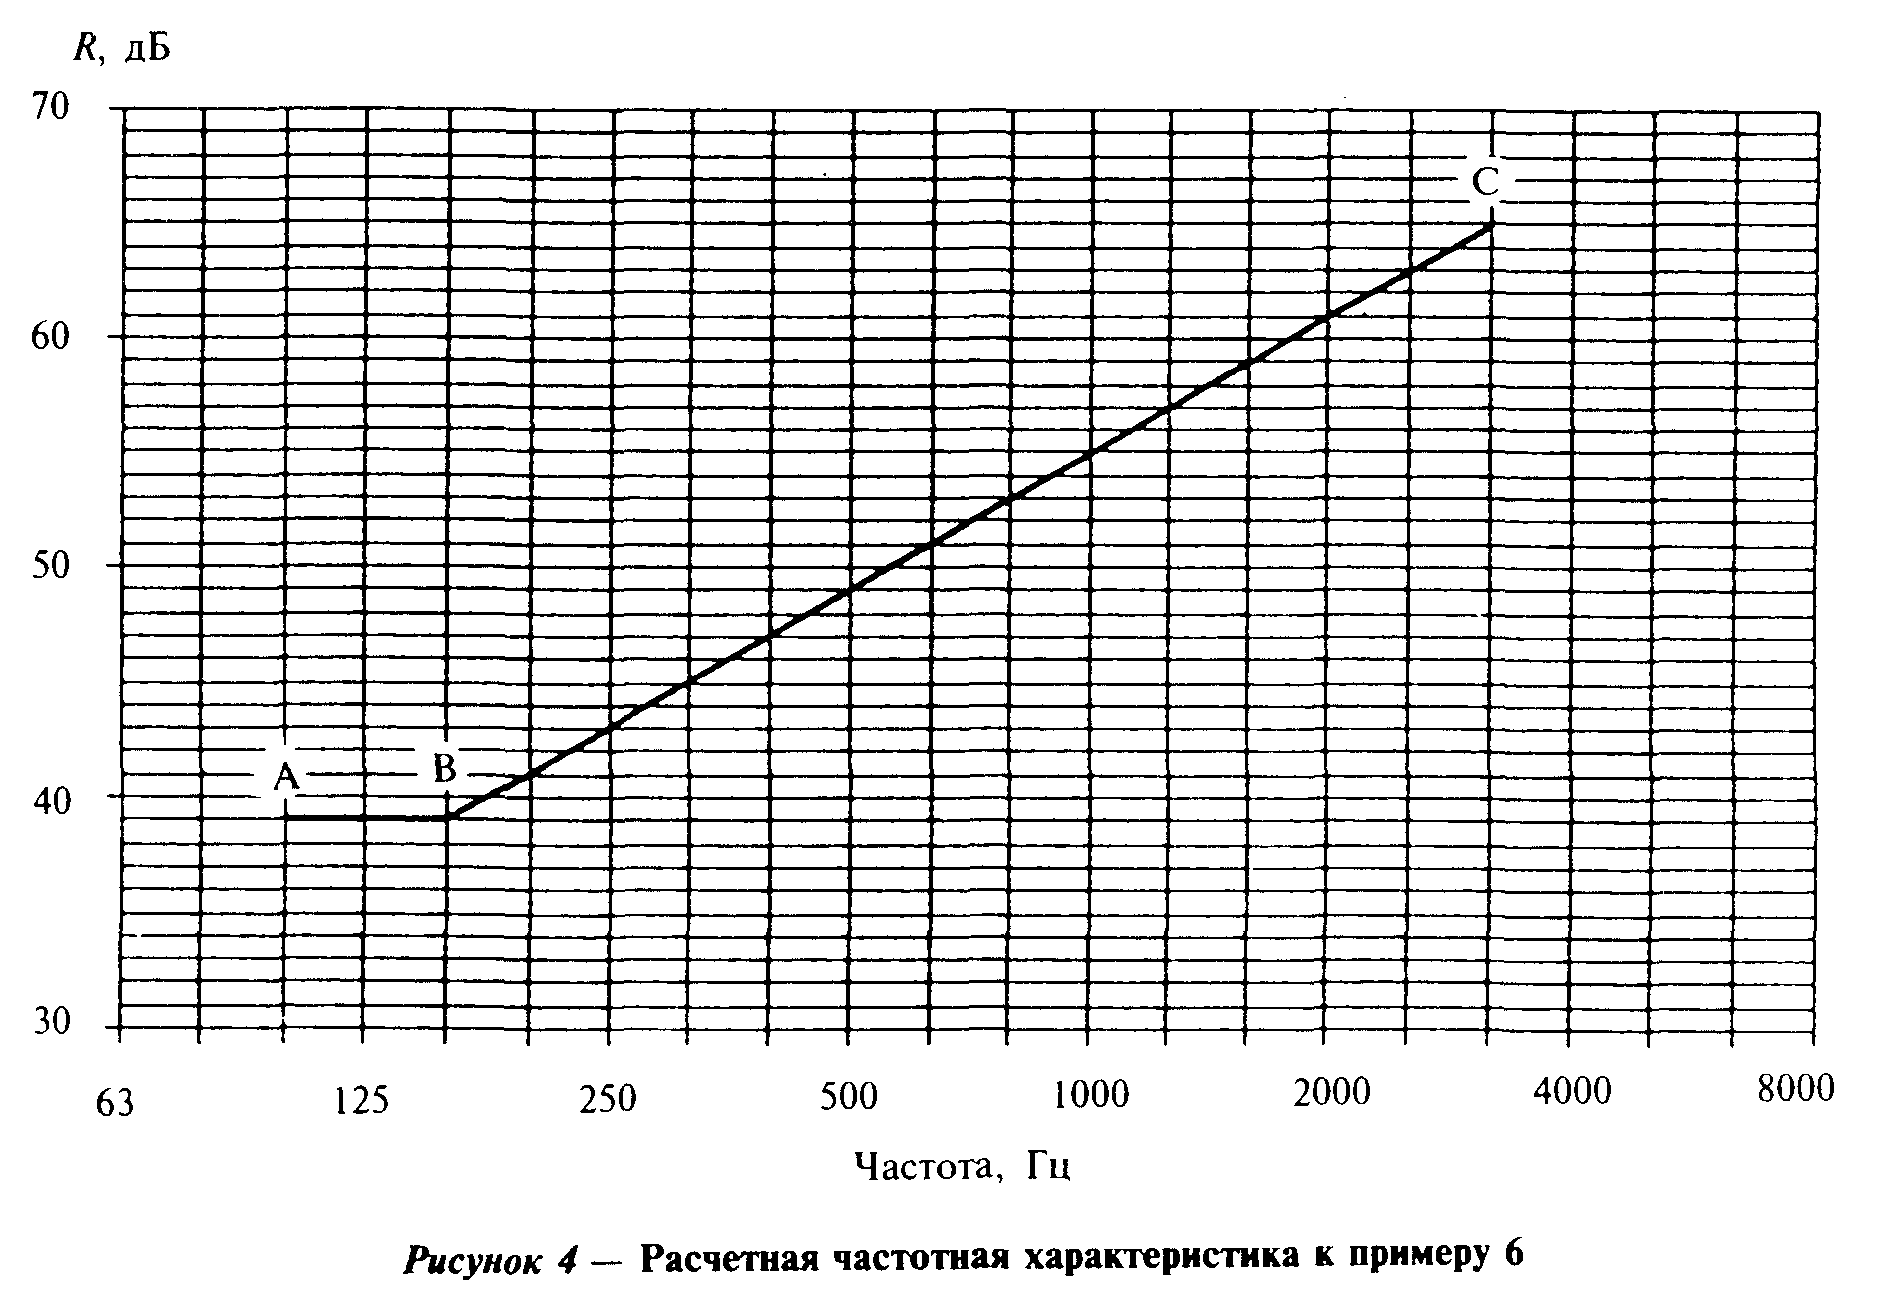 R, дБ
70
60
50
40
30
C
A
B
63 125 250 500 1000 2000 4000 8000
Частота, Гц
Рисунок 4 — Расчетная частотная характеристика к примеру 6